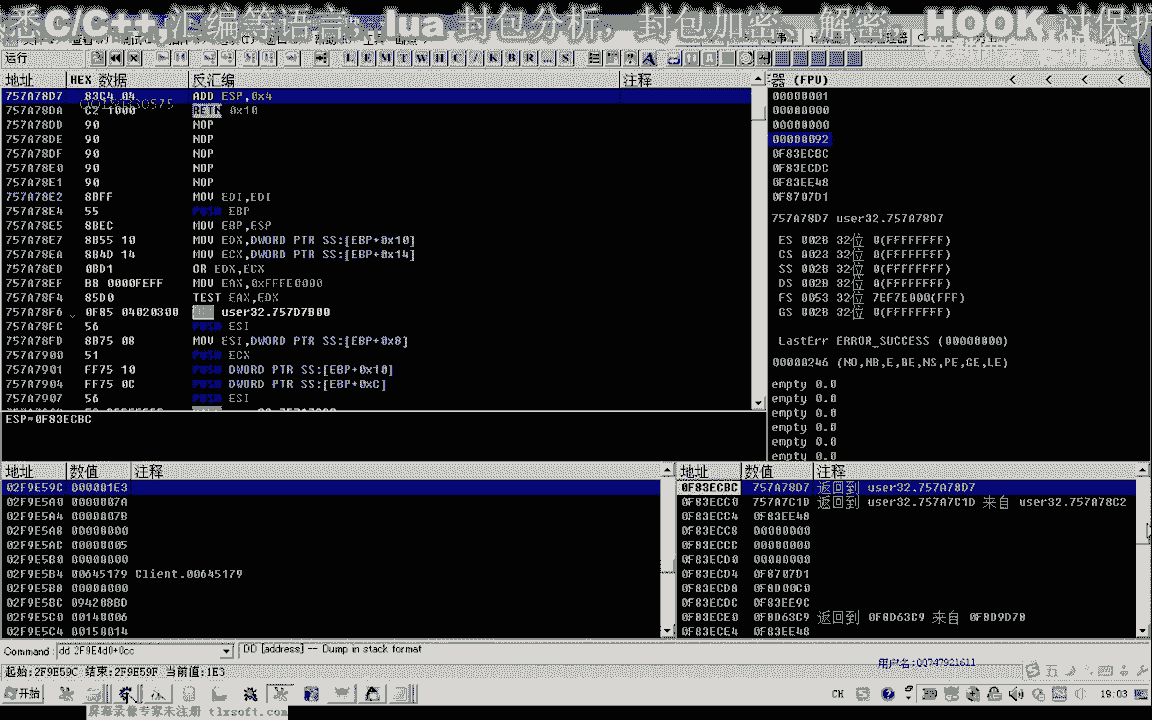 悉C/C++,汇编等语言, lua 封包分析, 封包加密、解密, HOOK 过保护
运行
L E M T W H C / K B R ... S
地址 HEX 数据 反汇编 注释
器 (FPU) < < < <
757A78D7 83C4 04 ADD ESP,0x4
757A78DA C2 1000 RETN 0x10
757A78DD 90 NOP
757A78DE 90 NOP
757A78DF 90 NOP
757A78E0 90 NOP
757A78E1 90 NOP
757A78E2 8BFF MOV EDI,EDI
757A78E4 55 PUSH EBP
757A78E5 8BEC MOV EBP,ESP
757A78E7 8B55 10 MOV EDX,DWORD PTR SS:[EBP+0x10]
757A78EA 8B4D 14 MOV ECX,DWORD PTR SS:[EBP+0x14]
757A78ED 0BD1 OR EDX,ECX
757A78EF B8 0000FEFF MOV EAX,0xFFFE0000
757A78F4 85D0 TEST EAX,EDX
757A78F6 0F85 04020300 user32.757D7B00
757A78FC 56 PUSH ESI
757A78FD 8B75 08 MOV ESI,DWORD PTR SS:[EBP+0x8]
757A7900 51 PUSH ECX
757A7901 FF75 10 PUSH DWORD PTR SS:[EBP+0x10]
757A7904 FF75 0C PUSH DWORD PTR SS:[EBP+0xC]
757A7907 56 PUSH ESI
00000001
00000000
00000000
00000092
0F83ECBC
0F83ECDC
0F83EE48
0F8707D1
757A78D7 user32.757A78D7
ES 002B 32位 0(FFFFFFFF)
CS 0023 32位 0(FFFFFFFF)
SS 002B 32位 0(FFFFFFFF)
DS 002B 32位 0(FFFFFFFF)
FS 0053 32位 7EF7E000(FFF)
GS 002B 32位 0(FFFFFFFF)
LastErr ERROR_SUCCESS (00000000)
00000246 (NO,NB,E,BE,NS,PE,GE,LE)
empty 0.0
empty 0.0
empty 0.0
empty 0.0
empty 0.0
empty 0.0
ESP=0F83ECBC
地址 数值 注释
02F9E59C 000001E3
02F9E5A0 0000007A
02F9E5A4 0000007B
02F9E5A8 00000000
02F9E5AC 00000005
02F9E5B0 00000000
02F9E5B4 00645179 Client.00645179
02F9E5B8 00000000
02F9E5BC 094208BD
02F9E5C0 00140006
02F9E5C4 00150014
地址 数值 注释
0F83ECBC 757A78D7 返回到 user32.757A78D7
0F83ECC0 757A7C1D 返回到 user32.757A7C1D 来自 user32.757A78C2
0F83ECC4 0F83EE48
0F83ECC8 00000000
0F83ECCC 00000000
0F83ECD0 00000000
0F83ECD4 0F8707D1
0F83ECD8 0F8D00C0
0F83ECDC 0F83EE9C
0F83ECE0 0F8D63C9 返回到 0F8D63C9 来自 0F8D9D78
0F83ECE4 0F83EE48
Command: dd 2F9E4d0+0cc DD [address] -- Dump in stack format
起始:2F9E59C 结束:2F9E59F 当前值:1E3
用户名:QQ747921611
开始
五
CH
19:03
屏幕录像专家未注册 tlxsoft.com